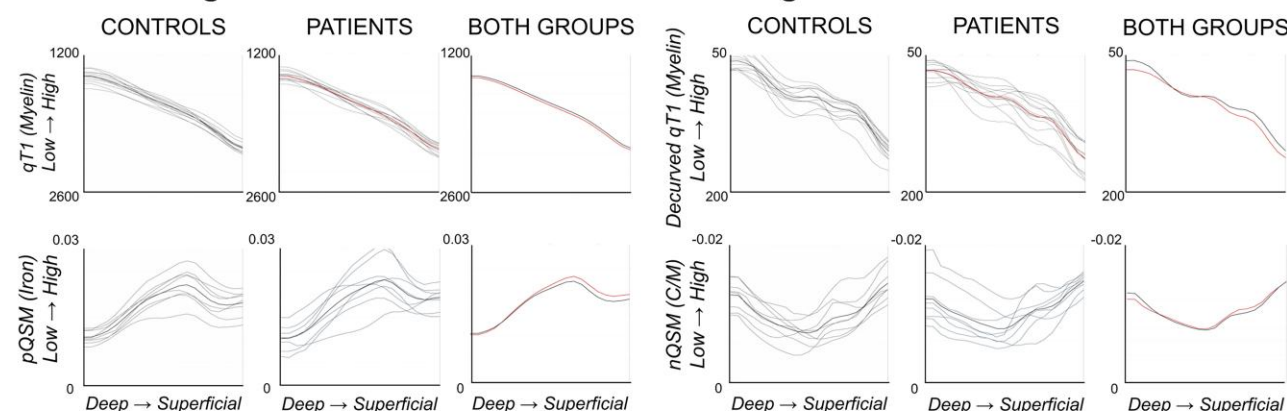 CONTROLS PATIENTS BOTH GROUPS CONTROLS PATIENTS BOTH GROUPS
1200 1200 1200 50 50 50
qT1 (Myelin)
Low → High
Decurved qT1 (Myelin)
Low → High
2600 2600 2600 200 200 200
0.03 0.03 0.03 -0.02 -0.02 -0.02
pQSM (Iron)
Low → High
nQSM (C/M)
Low → High
0 0 0 0 0 0
Deep → Superficial Deep → Superficial Deep → Superficial Deep → Superficial Deep → Superficial Deep → Superficial